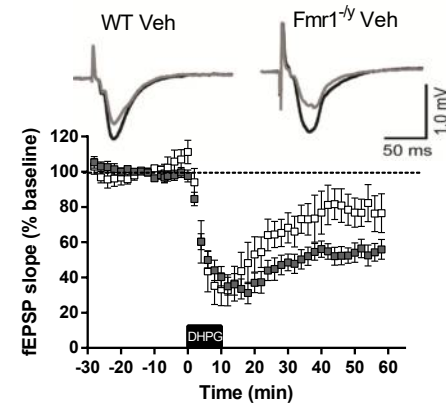 WT Veh
Fmr1-/y Veh
1.0 mV
50 ms
fEPSP slope (% baseline)
120
100
80
60
40
20
0
DHPG
-30 -20 -10 0 10 20 30 40 50 60
Time (min)